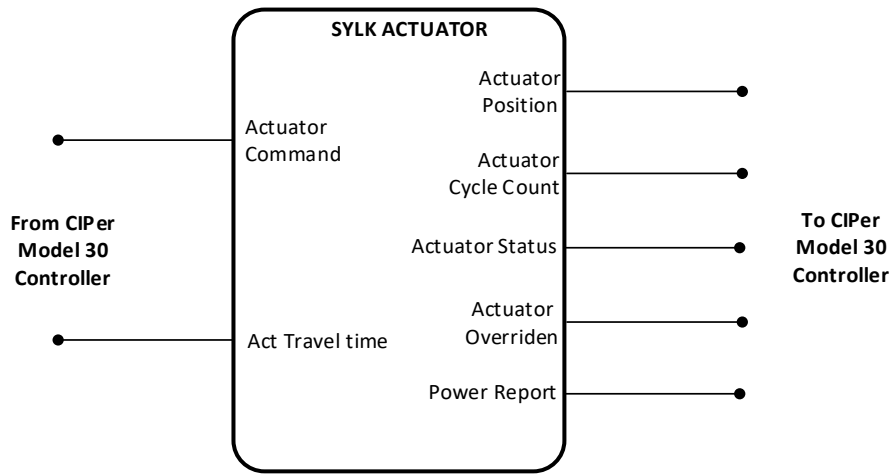 SYLK ACTUATOR
Actuator
Position
Actuator
Command
Actuator
Cycle Count
From CIPer
Model 30
Controller
To CIPer
Model 30
Controller
Actuator Status
Actuator
Overriden
Act Travel time
Power Report